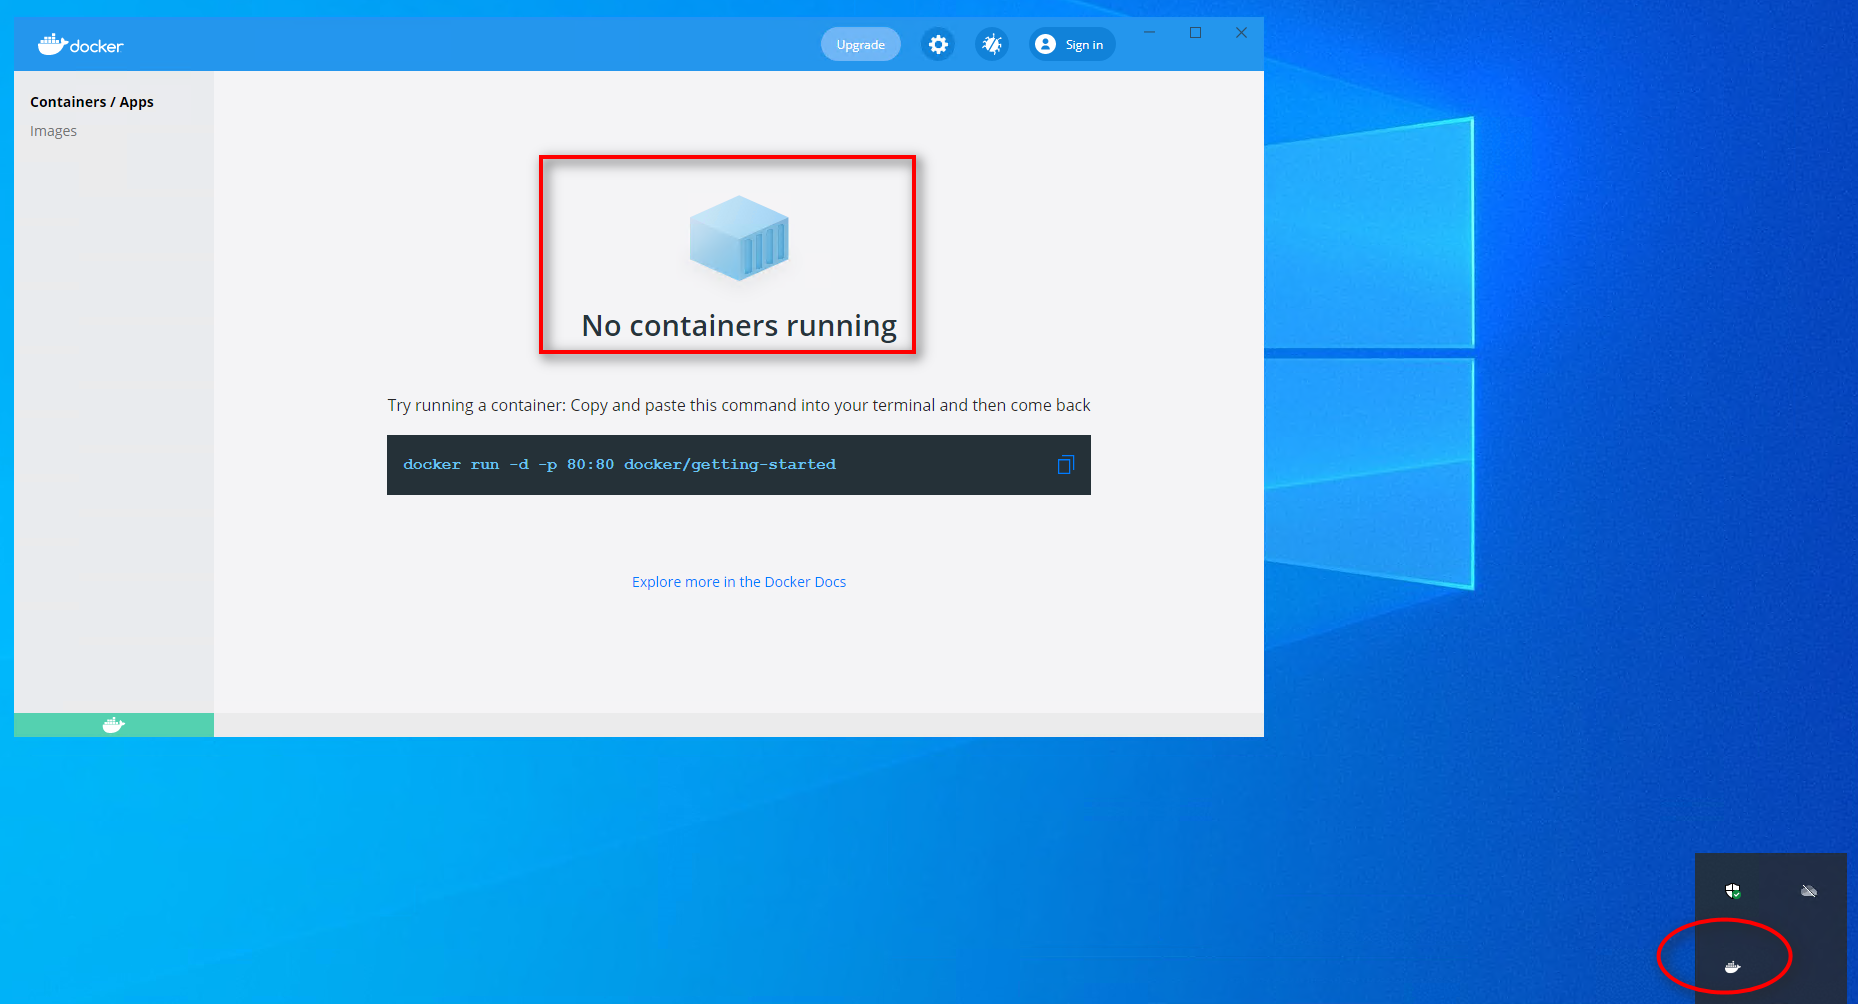 docker
Upgrade
Sign in
Containers / Apps
Images
No containers running
Try running a container: Copy and paste this command into your terminal and then come back
docker run -d -p 80:80 docker/getting-started
Explore more in the Docker Docs